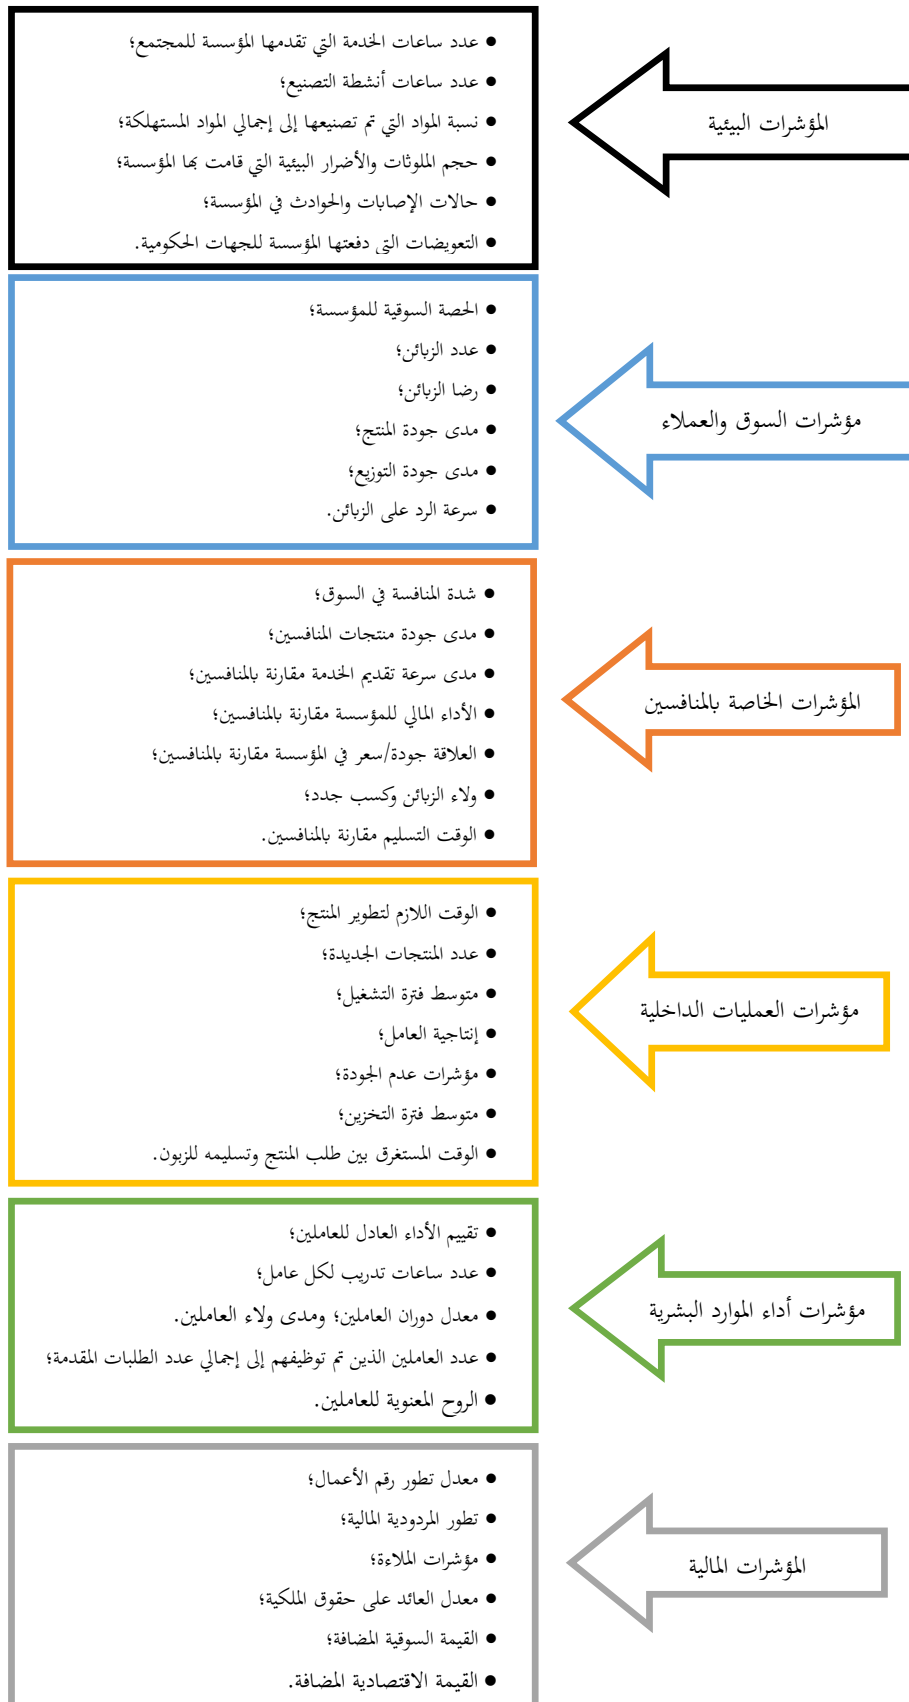 المؤشرات البيئية
● عدد ساعات الخدمة التي تقدمها المؤسسة للمجتمع؛
● عدد ساعات أنشطة التصنيع؛
● نسبة المواد التي تم تصنيعها إلى إجمالي المواد المستهلكة؛
● حجم الملوثات والأضرار البيئية التي قامت بها المؤسسة؛
● حالات الإصابات والحوادث في المؤسسة؛
● التعويضات التي دفعتها المؤسسة للجهات الحكومية.
مؤشرات السوق والعملاء
● الحصة السوقية للمؤسسة؛
● عدد الزبائن؛
● رضا الزبائن؛
● مدى جودة المنتج؛
● مدى جودة التوزيع؛
● سرعة الرد على الزبائن.
المؤشرات الخاصة بالمنافسين
● شدة المنافسة في السوق؛
● مدى جودة منتجات المنافسين؛
● مدى سرعة تقديم الخدمة مقارنة بالمنافسين؛
● الأداء المالي للمؤسسة مقارنة بالمنافسين؛
● العلاقة جودة/سعر في المؤسسة مقارنة بالمنافسين؛
● ولاء الزبائن وكسب جدد؛
● الوقت التسليم مقارنة بالمنافسين.
مؤشرات العمليات الداخلية
● الوقت اللازم لتطوير المنتج؛
● عدد المنتجات الجديدة؛
● متوسط فترة التشغيل؛
● إنتاجية العامل؛
● مؤشرات عدم الجودة؛
● متوسط فترة التخزين؛
● الوقت المستغرق بين طلب المنتج وتسليمه للزبون.
مؤشرات أداء الموارد البشرية
● تقييم الأداء العادل للعاملين؛
● عدد ساعات تدريب لكل عامل؛
● معدل دوران العاملين؛ ومدى ولاء العاملين.
● عدد العاملين الذين تم توظيفهم إلى إجمالي عدد الطلبات المقدمة؛
● الروح المعنوية للعاملين.
المؤشرات المالية
● معدل تطور رقم الأعمال؛
● تطور المردودية المالية؛
● مؤشرات الملاءة؛
● معدل العائد على حقوق الملكية؛
● القيمة السوقية المضافة؛
● القيمة الاقتصادية المضافة.